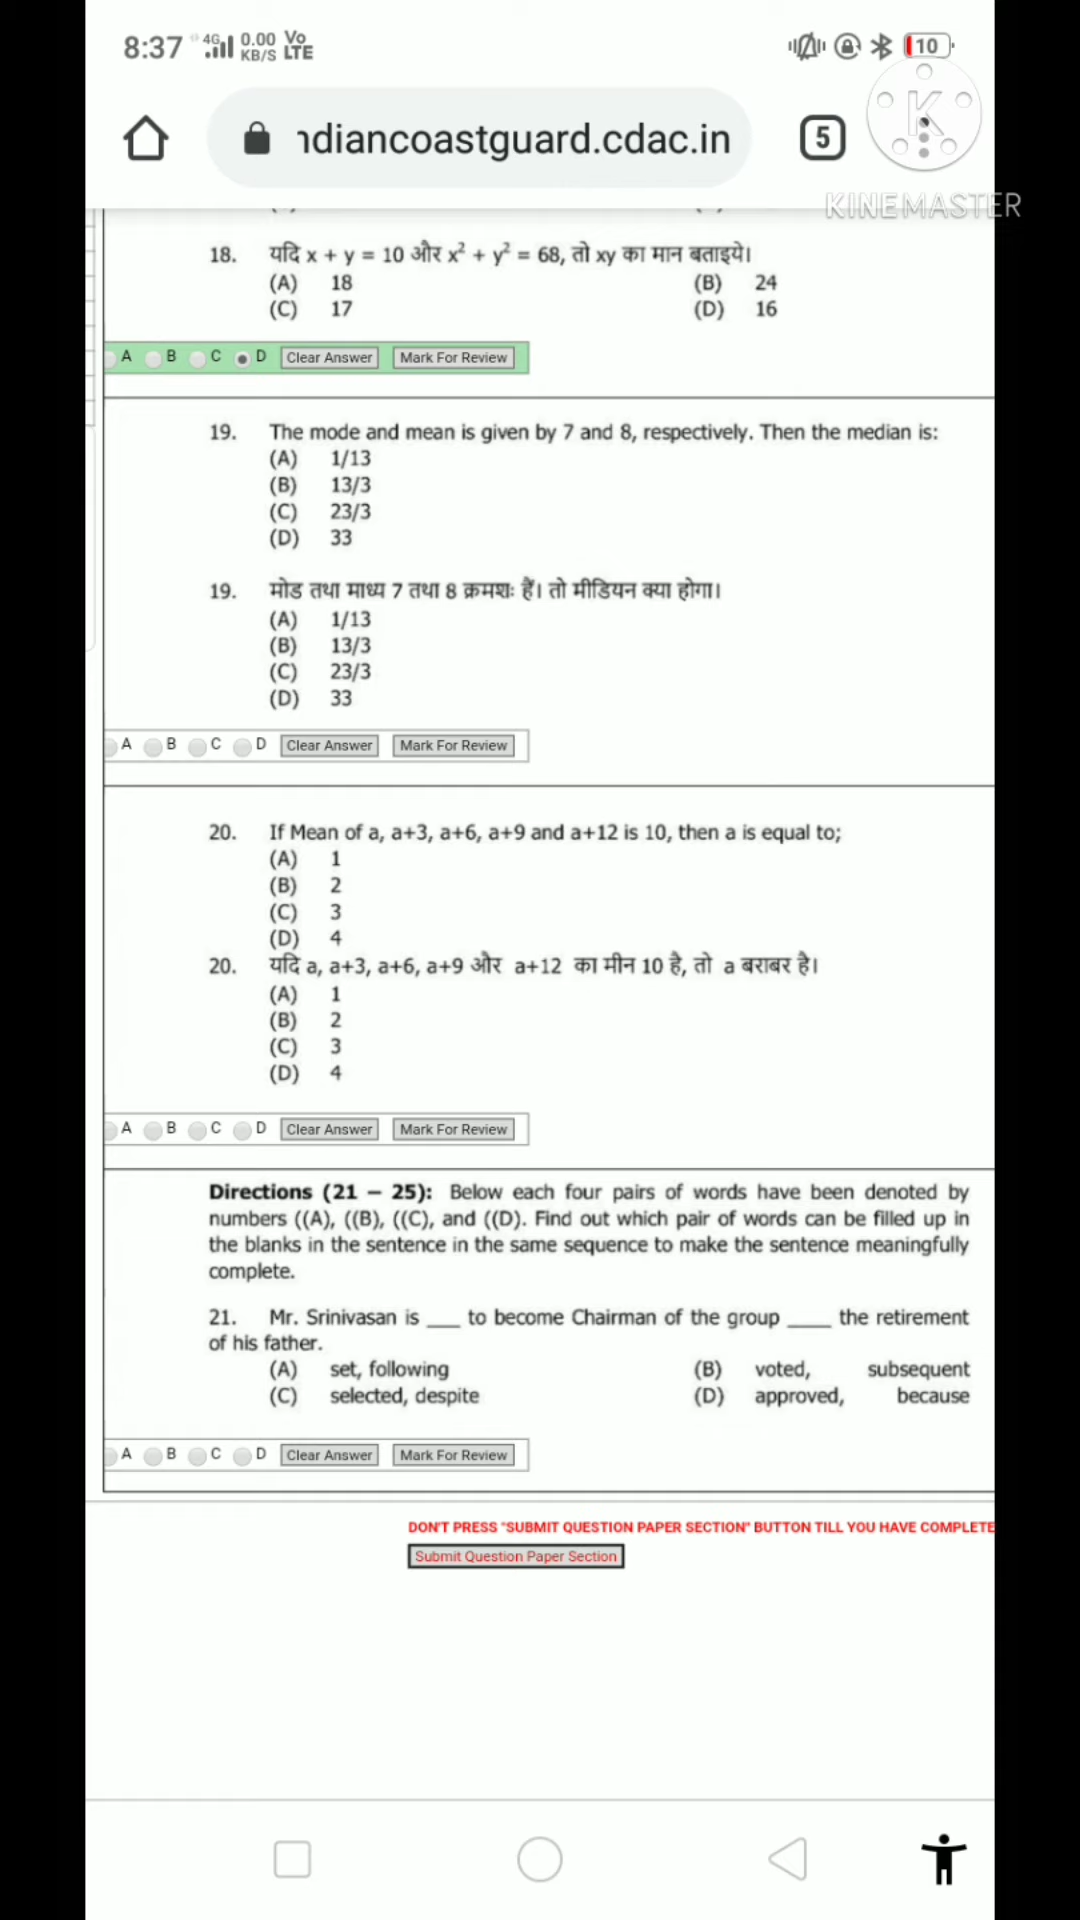 8:37 4G 0.00 KB/S Vo LTE 10
ndiancoastguard.cdac.in 5
K
KINEMASTER
18. यदि x + y = 10 और x² + y² = 68, तो xy का मान बताइये।
(A) 18 (B) 24
(C) 17 (D) 16
A B C D Clear Answer Mark For Review
19. The mode and mean is given by 7 and 8, respectively. Then the median is:
(A) 1/13
(B) 13/3
(C) 23/3
(D) 33
19. मोड तथा माध्य 7 तथा 8 क्रमशः हैं। तो मीडियन क्या होगा।
(A) 1/13
(B) 13/3
(C) 23/3
(D) 33
A B C D Clear Answer Mark For Review
20. If Mean of a, a+3, a+6, a+9 and a+12 is 10, then a is equal to;
(A) 1
(B) 2
(C) 3
(D) 4
20. यदि a, a+3, a+6, a+9 और a+12 का मीन 10 है, तो a बराबर है।
(A) 1
(B) 2
(C) 3
(D) 4
A B C D Clear Answer Mark For Review
Directions (21 – 25): Below each four pairs of words have been denoted by
numbers ((A), ((B), ((C), and ((D). Find out which pair of words can be filled up in
the blanks in the sentence in the same sequence to make the sentence meaningfully
complete.
21. Mr. Srinivasan is ___ to become Chairman of the group ____ the retirement
of his father.
(A) set, following (B) voted, subsequent
(C) selected, despite (D) approved, because
A B C D Clear Answer Mark For Review
DON'T PRESS "SUBMIT QUESTION PAPER SECTION" BUTTON TILL YOU HAVE COMPLETE
Submit Question Paper Section